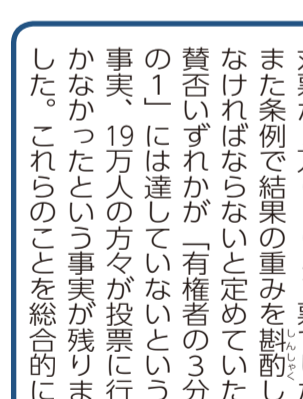 また条例で結果の重みを斟酌し
なければならないと定めていた
賛否いずれかが「有権者の3分
の1」には達していないという
事実、19万人の方々が投票に行
かなかったという事実が残りま
した。これらのことを総合的に